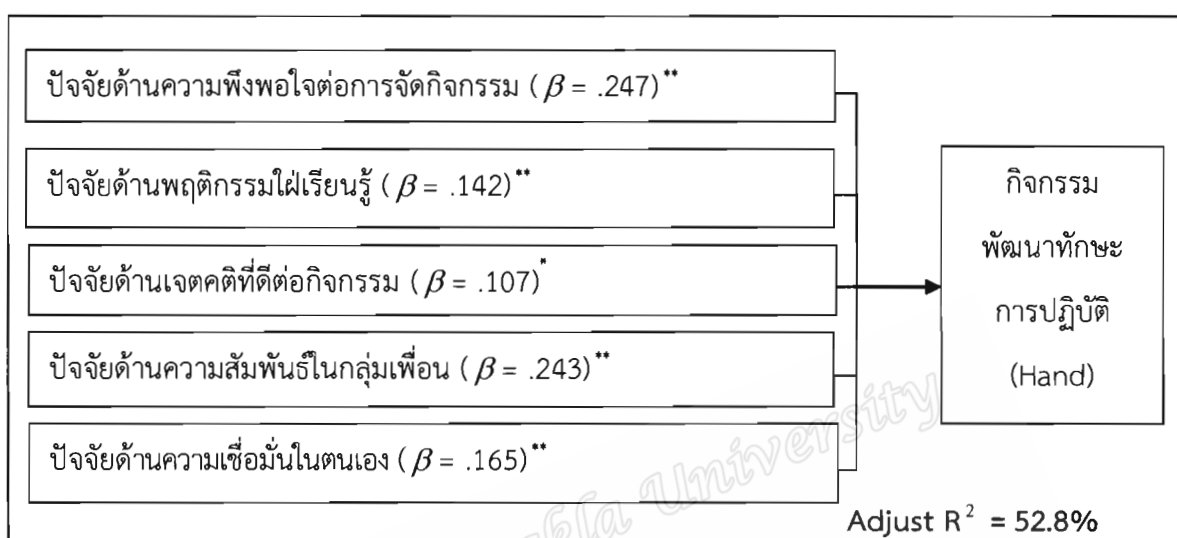 ปัจจัยด้านความพึงพอใจต่อการจัดกิจกรรม (β = .247)**
ปัจจัยด้านพฤติกรรมใฝ่เรียนรู้ (β = .142)**
ปัจจัยด้านเจตคติที่ดีต่อกิจกรรม (β = .107)*
ปัจจัยด้านความสัมพันธ์ในกลุ่มเพื่อน (β = .243)**
ปัจจัยด้านความเชื่อมั่นในตนเอง (β = .165)**
กิจกรรม
พัฒนาทักษะ
การปฏิบัติ
(Hand)
University
Adjust R² = 52.8%